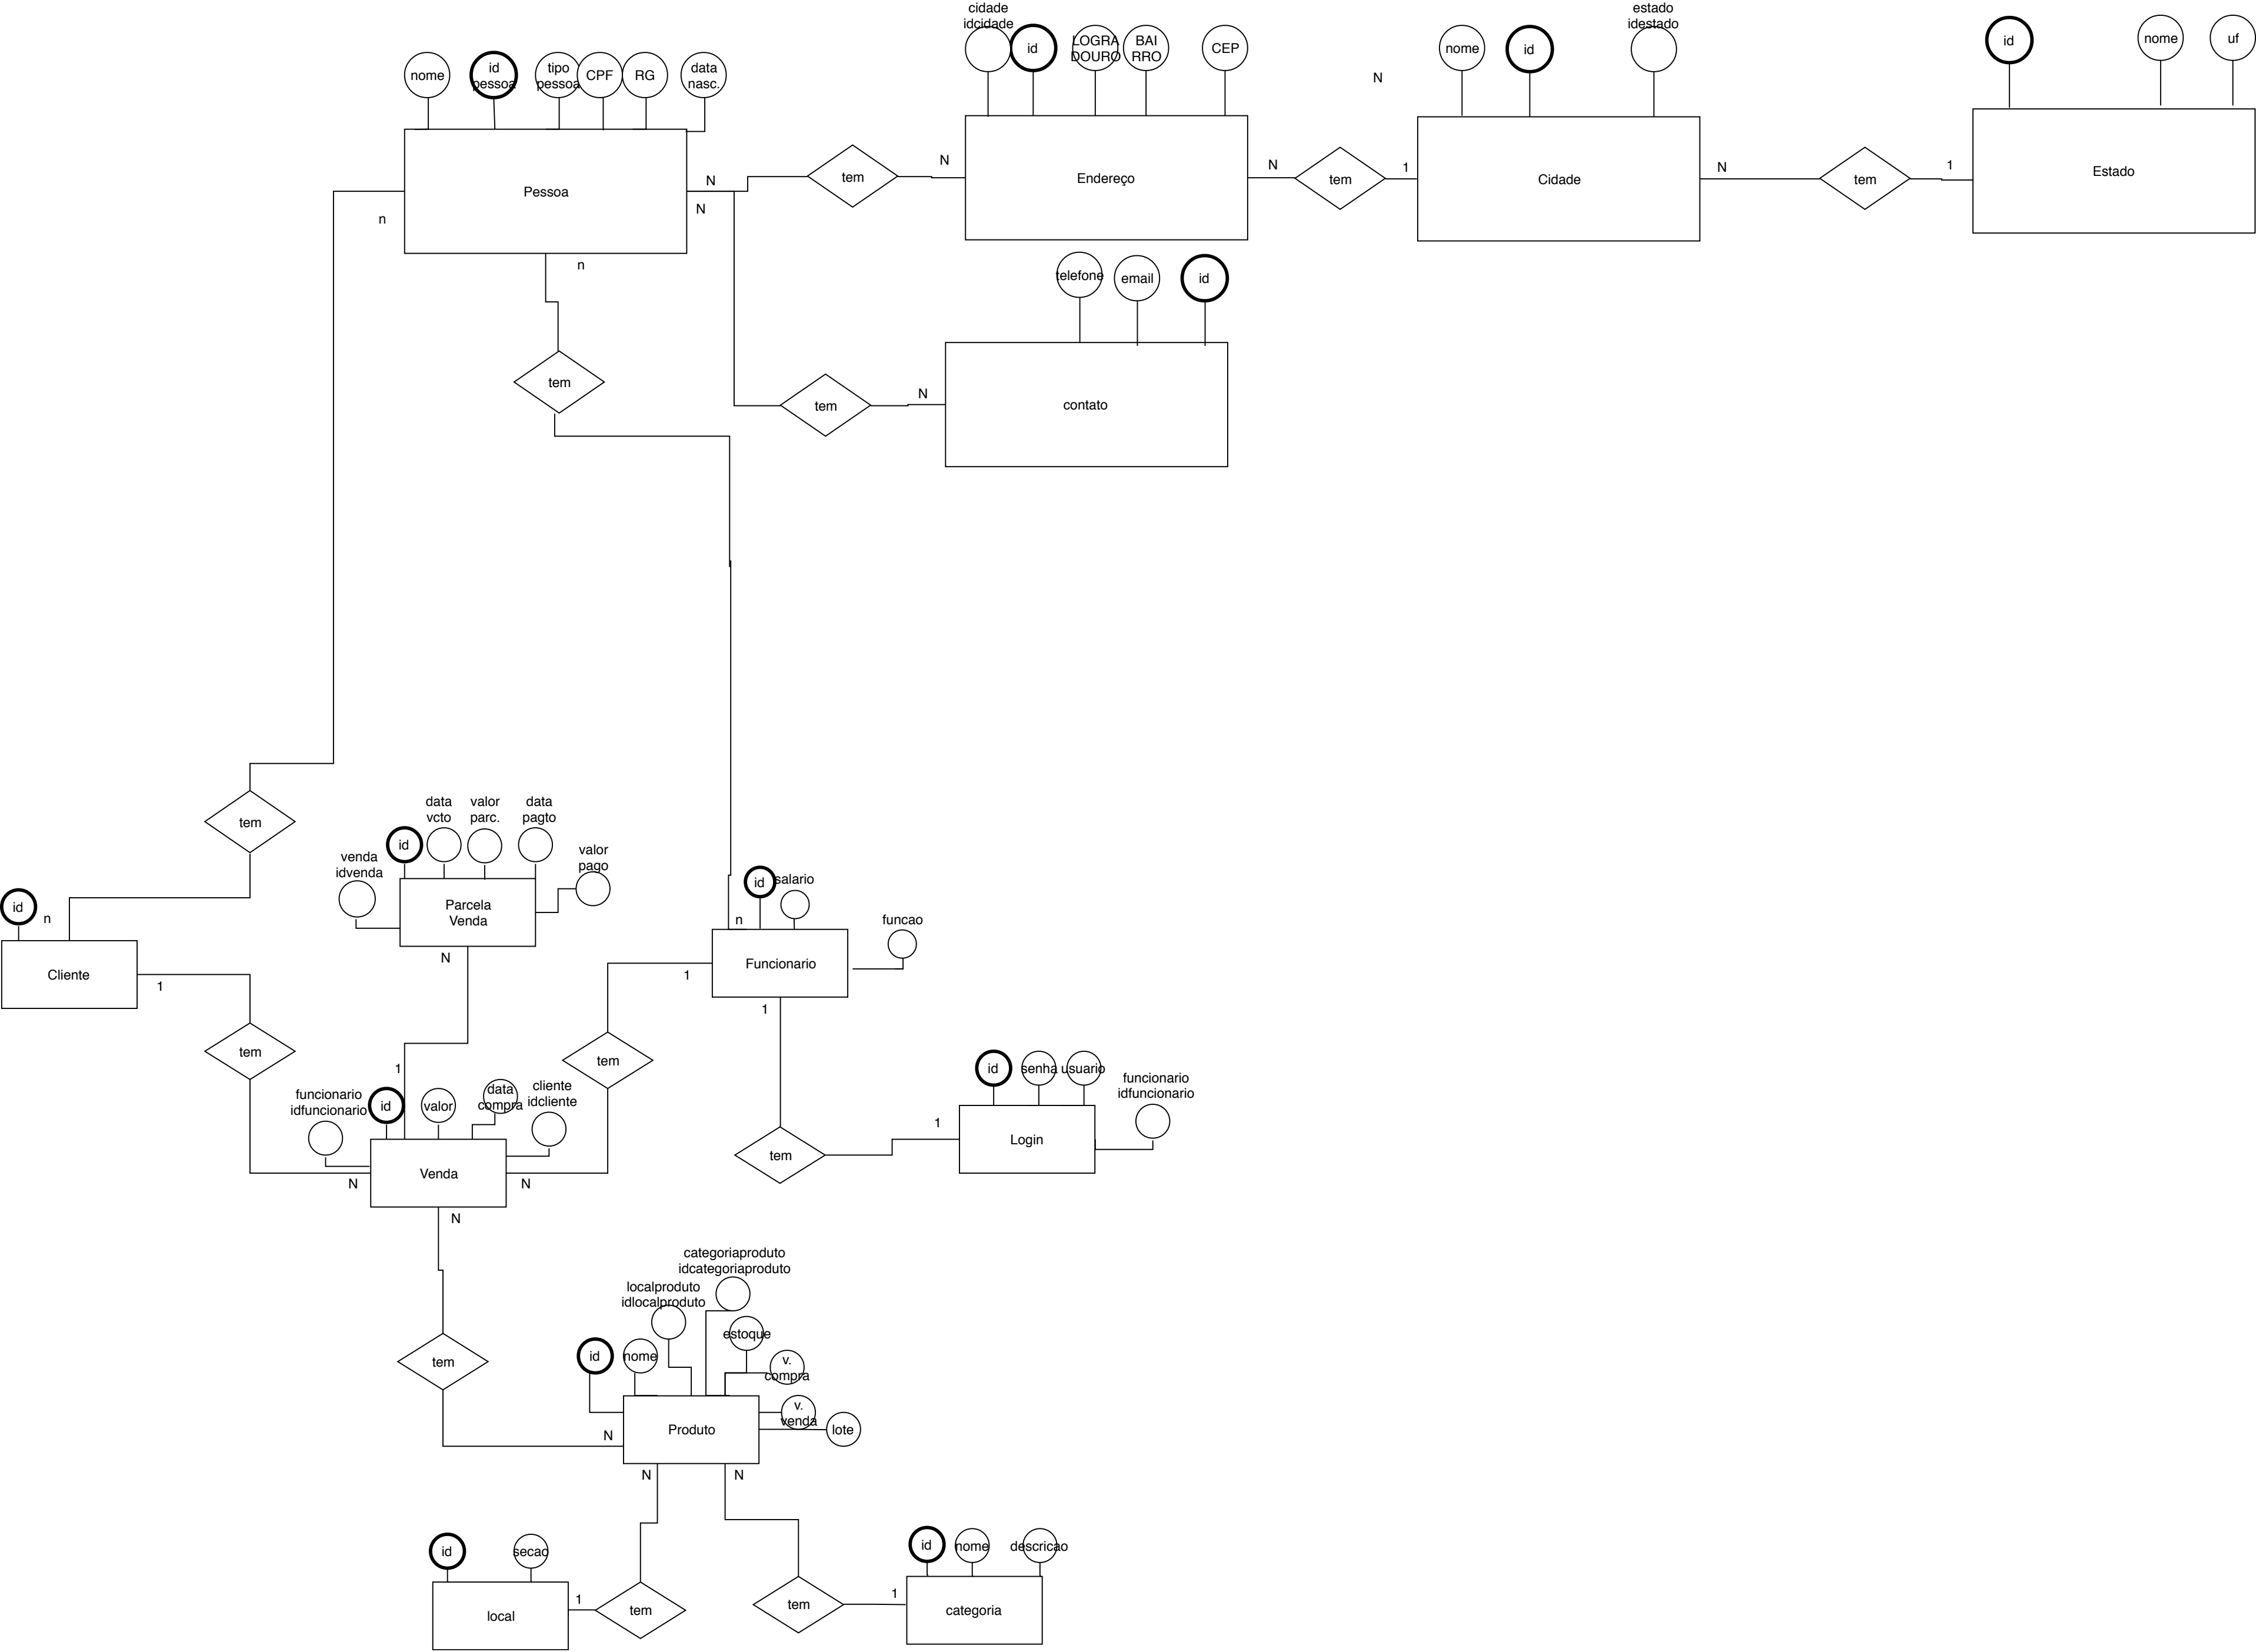 cidade
idcidade
estado
idestado
nome
id
pessoa
tipo
pessoa
CPF
RG
data
nasc.
id
LOGRA
DOURO
BAI
RRO
CEP
nome
id
id
nome
uf
N
Pessoa
N
N
n
n
tem
N
Endereço
N
tem
1
Cidade
N
tem
1
Estado
telefone
email
id
tem
tem
N
contato
tem
data
vcto
valor
parc.
data
pagto
id
valor
pago
venda
idvenda
Parcela
Venda
N
id
n
Cliente
1
id
salario
n
funcao
Funcionario
1
1
tem
tem
1
funcionario
idfuncionario
id
valor
data
compra
cliente
idcliente
Venda
N
N
N
id
senha
usuario
funcionario
idfuncionario
1
Login
tem
categoriaproduto
idcategoriaproduto
localproduto
idlocalproduto
estoque
id
nome
v.
compra
v.
venda
lote
tem
N
Produto
N
N
id
secao
local
1
tem
tem
1
id
nome
descricao
categoria